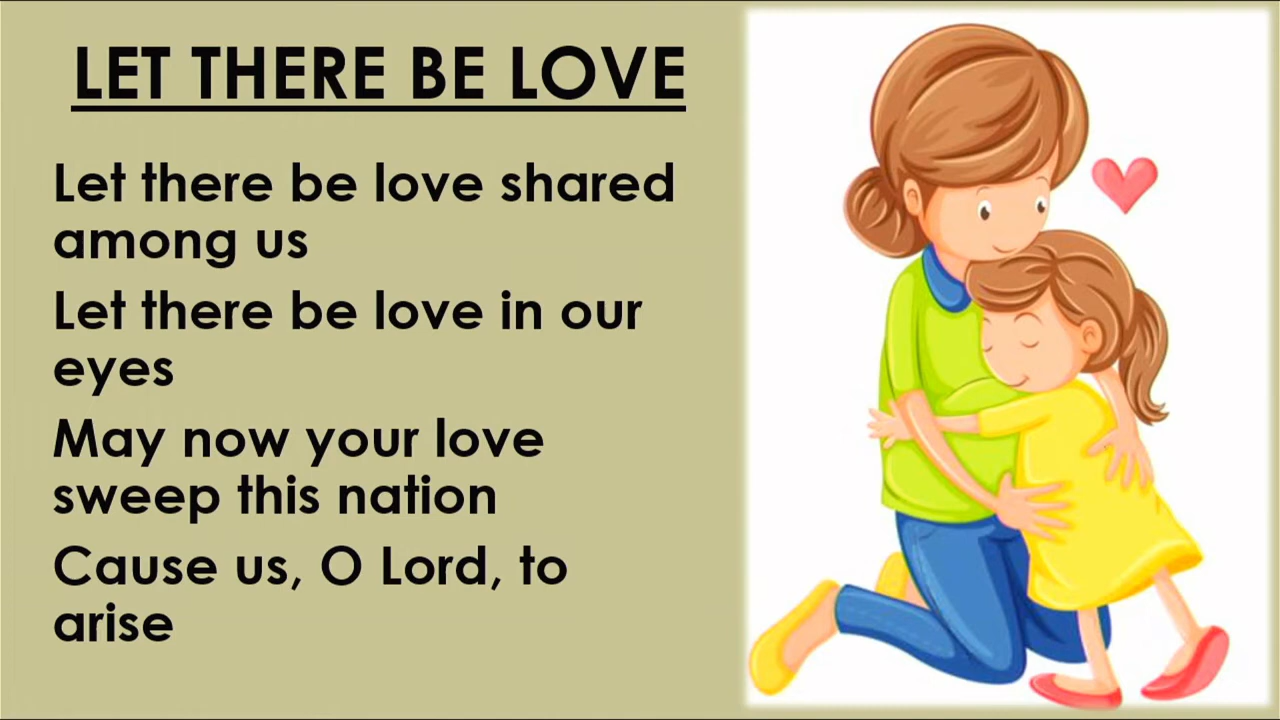 LET THERE BE LOVE
Let there be love shared
among us
Let there be love in our
eyes
May now your love
sweep this nation
Cause us, O Lord, to
arise